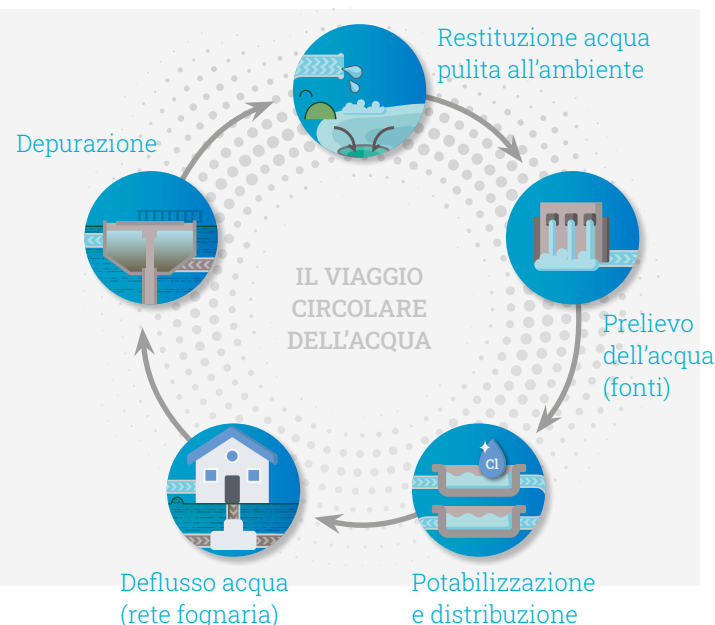 Restituzione acqua
pulita all'ambiente
Depurazione
IL VIAGGIO
CIRCOLARE
DELL'ACQUA
Prelievo
dell'acqua
(fonti)
Cl
Deflusso acqua
(rete fognaria)
Potabilizzazione
e distribuzione